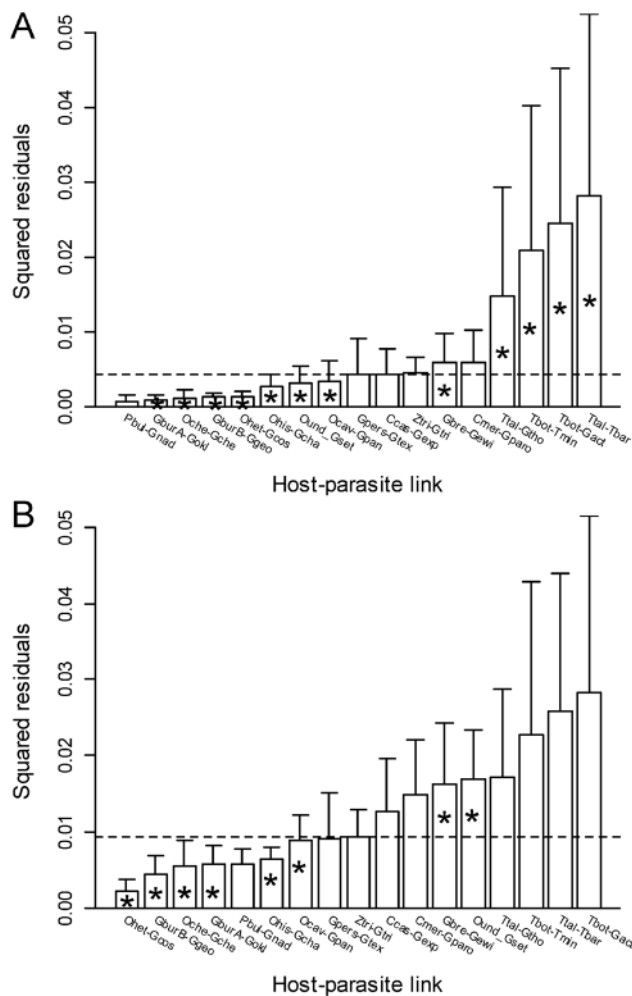 A
Squared residuals
0.05
0.04
0.03
0.02
0.01
0.00
* * * * * * * * * * * *
Pbul-Gnad GburA-Gokl Oche-Gche GburB-Ggeo Ohet-Gcos Ohis-Gcha Ound_Gset Ocav-Gpan Gpers-Gtex Ccas-Gexp Ztri-Gtri Gbre-Gewi Cmer-Gparo Ttal-Gtho Tbot-Tmin Tbot-Gact Ttal-Tbar
Host-parasite link
B
Squared residuals
0.05
0.04
0.03
0.02
0.01
0.00
* * * * * * * *
Ohet-Gcos GburB-Ggeo Oche-Gche GburA-Gokl Pbul-Gnad Ohis-Gcha Ocav-Gpan Gpers-Gtex Ztri-Gtri Ccas-Gexp Cmer-Gparo Gbre-Gewi Ound_Gset Ttal-Gtho Tbot-Tmin Ttal-Tbar Tbot-Gact
Host-parasite link